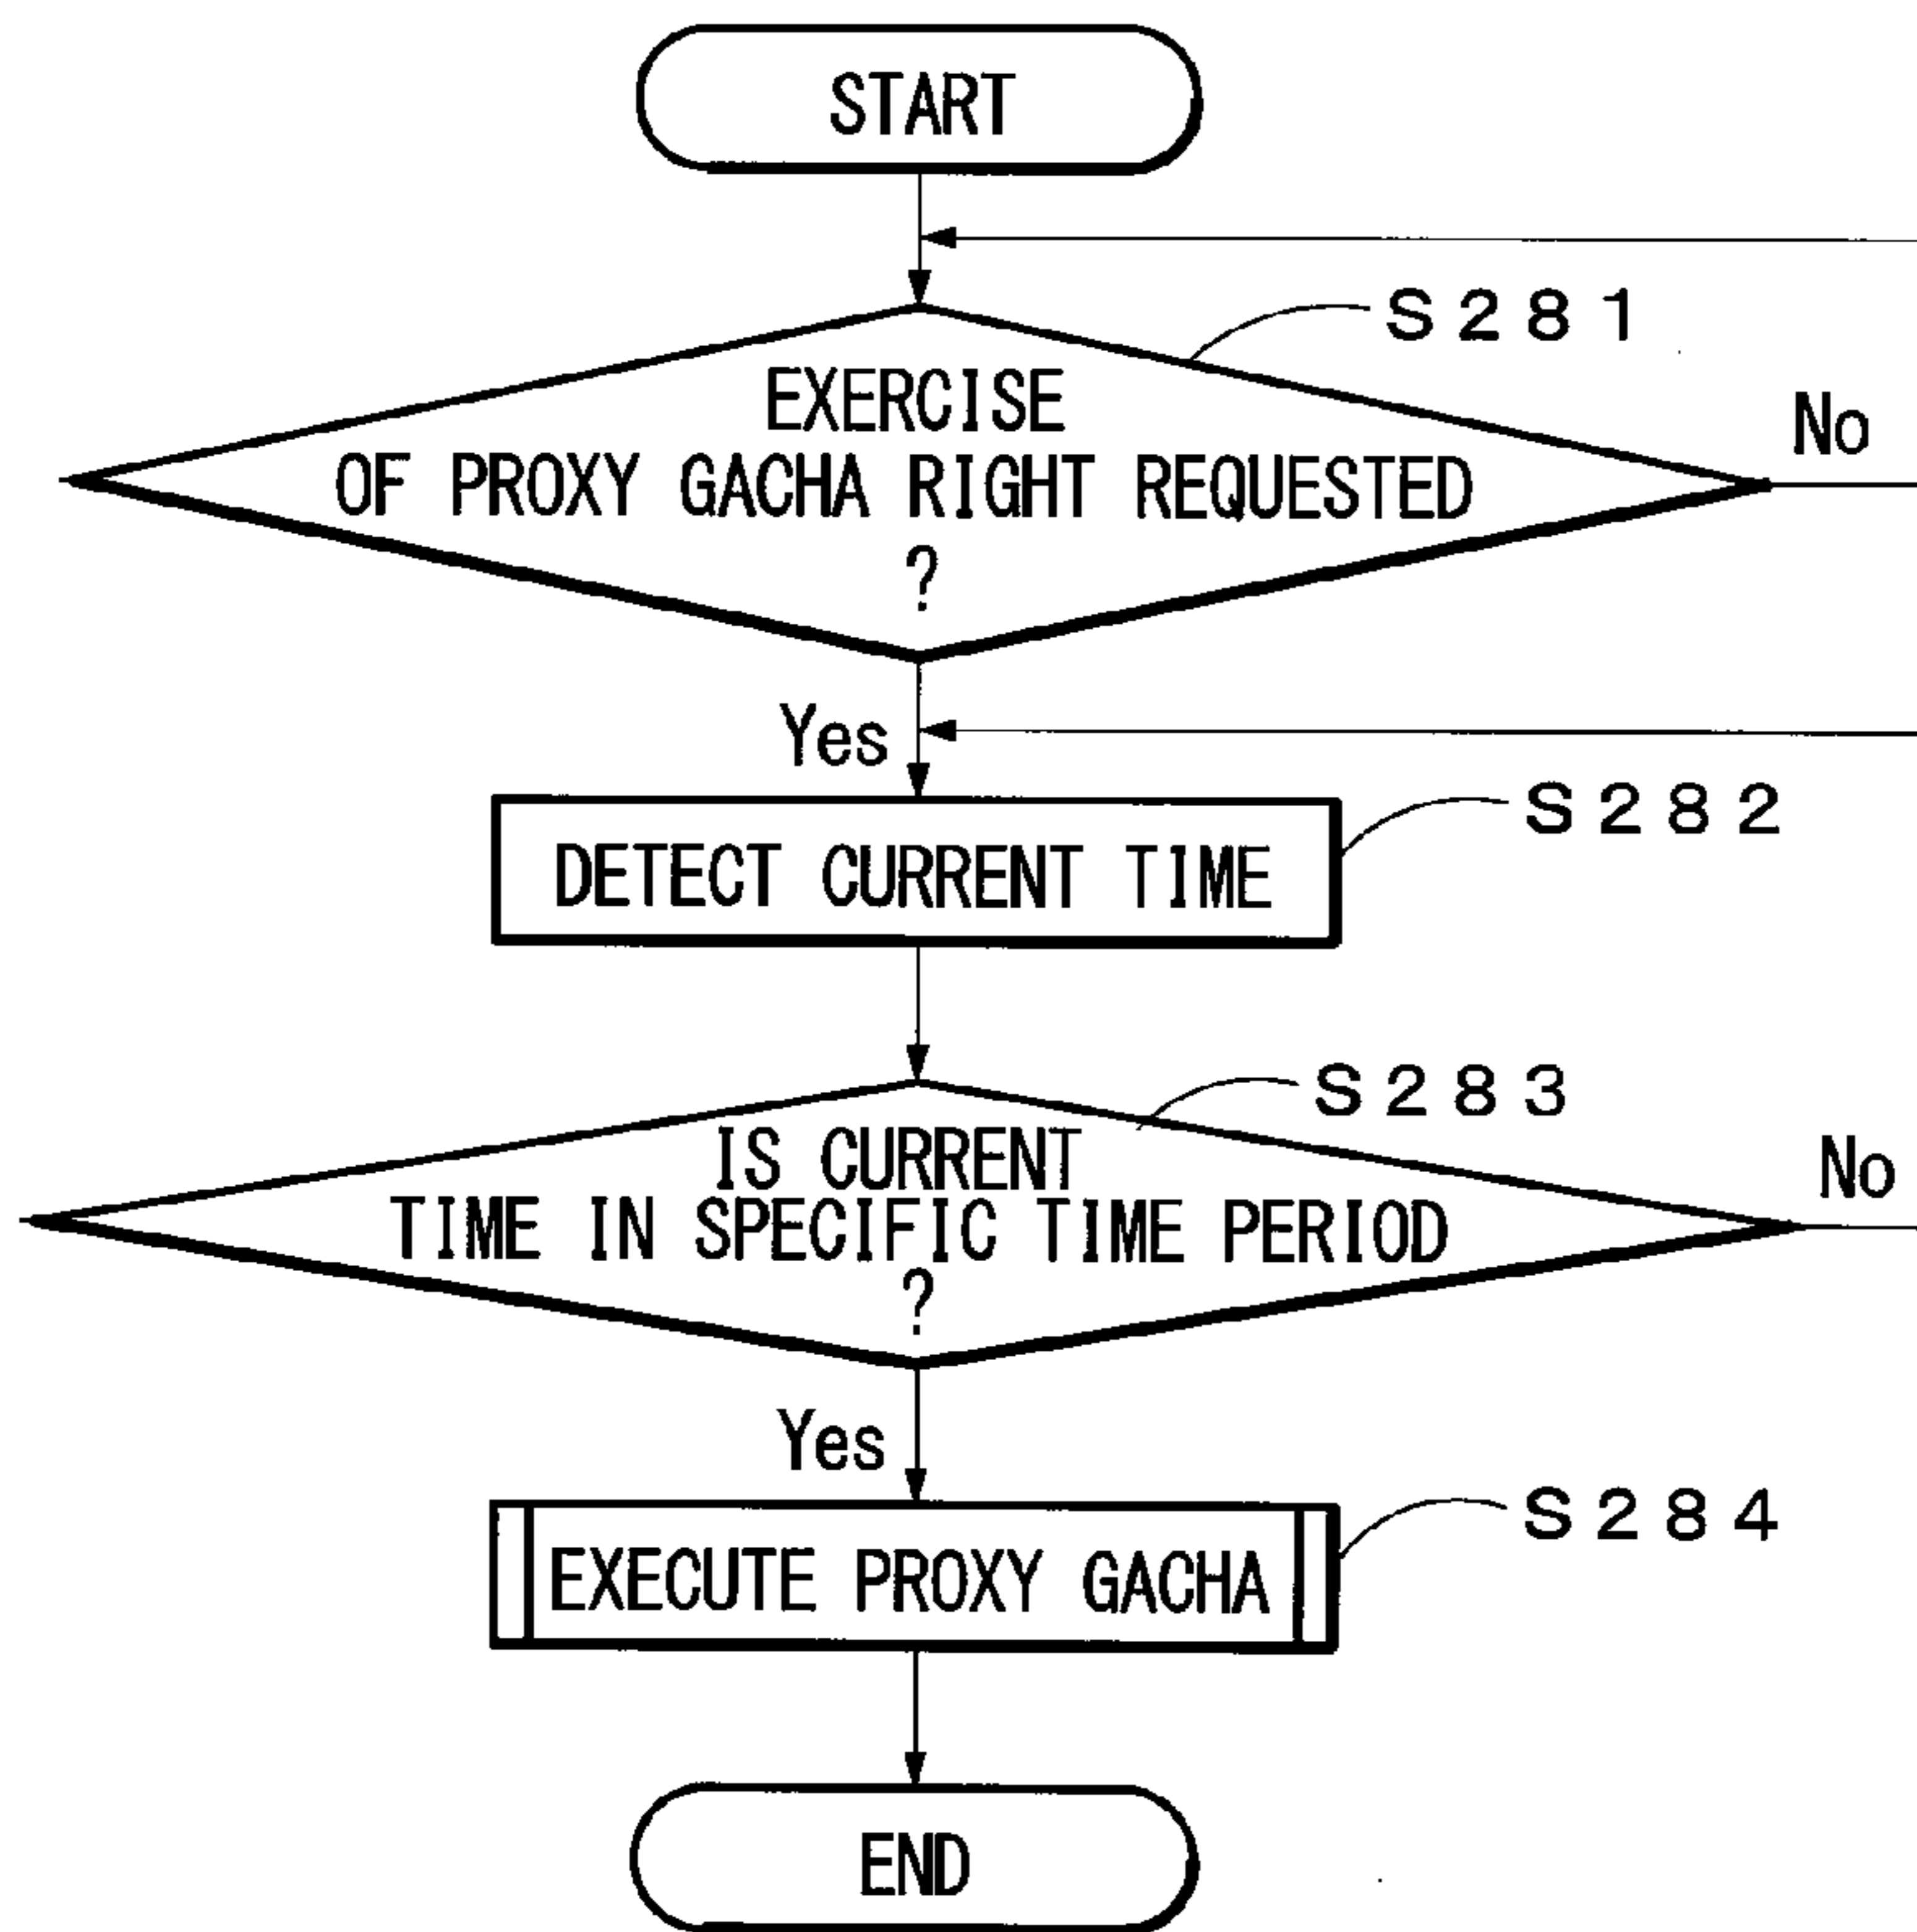 START
S281
EXERCISE
No
OF PROXY GACHA RIGHT REQUESTED
?
Yes
S282
DETECT CURRENT TIME
S283
IS CURRENT
No
TIME IN SPECIFIC TIME PERIOD
?
Yes
S284
EXECUTE PROXY GACHA
END